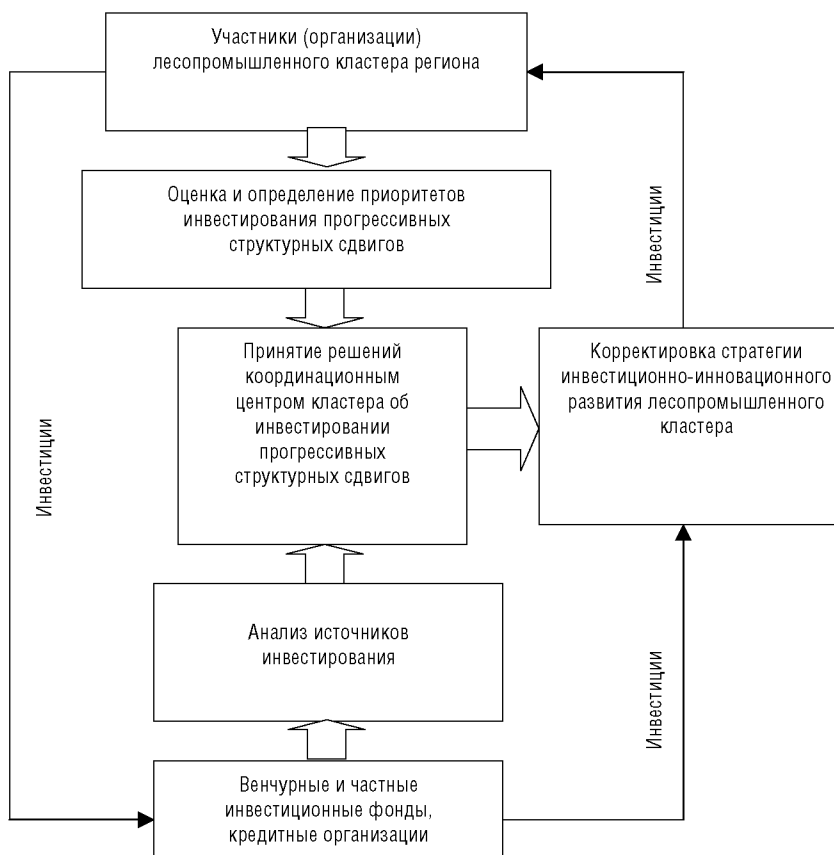 Участники (организации)
лесопромышленного кластера региона
Оценка и определение приоритетов
инвестирования прогрессивных
структурных сдвигов
Принятие решений
координационным
центром кластера об
инвестировании
прогрессивных
структурных сдвигов
Корректировка стратегии
инвестиционно-инновационного
развития лесопромышленного
кластера
Инвестиции
Инвестиции
Анализ источников
инвестирования
Инвестиции
Венчурные и частные
инвестиционные фонды,
кредитные организации